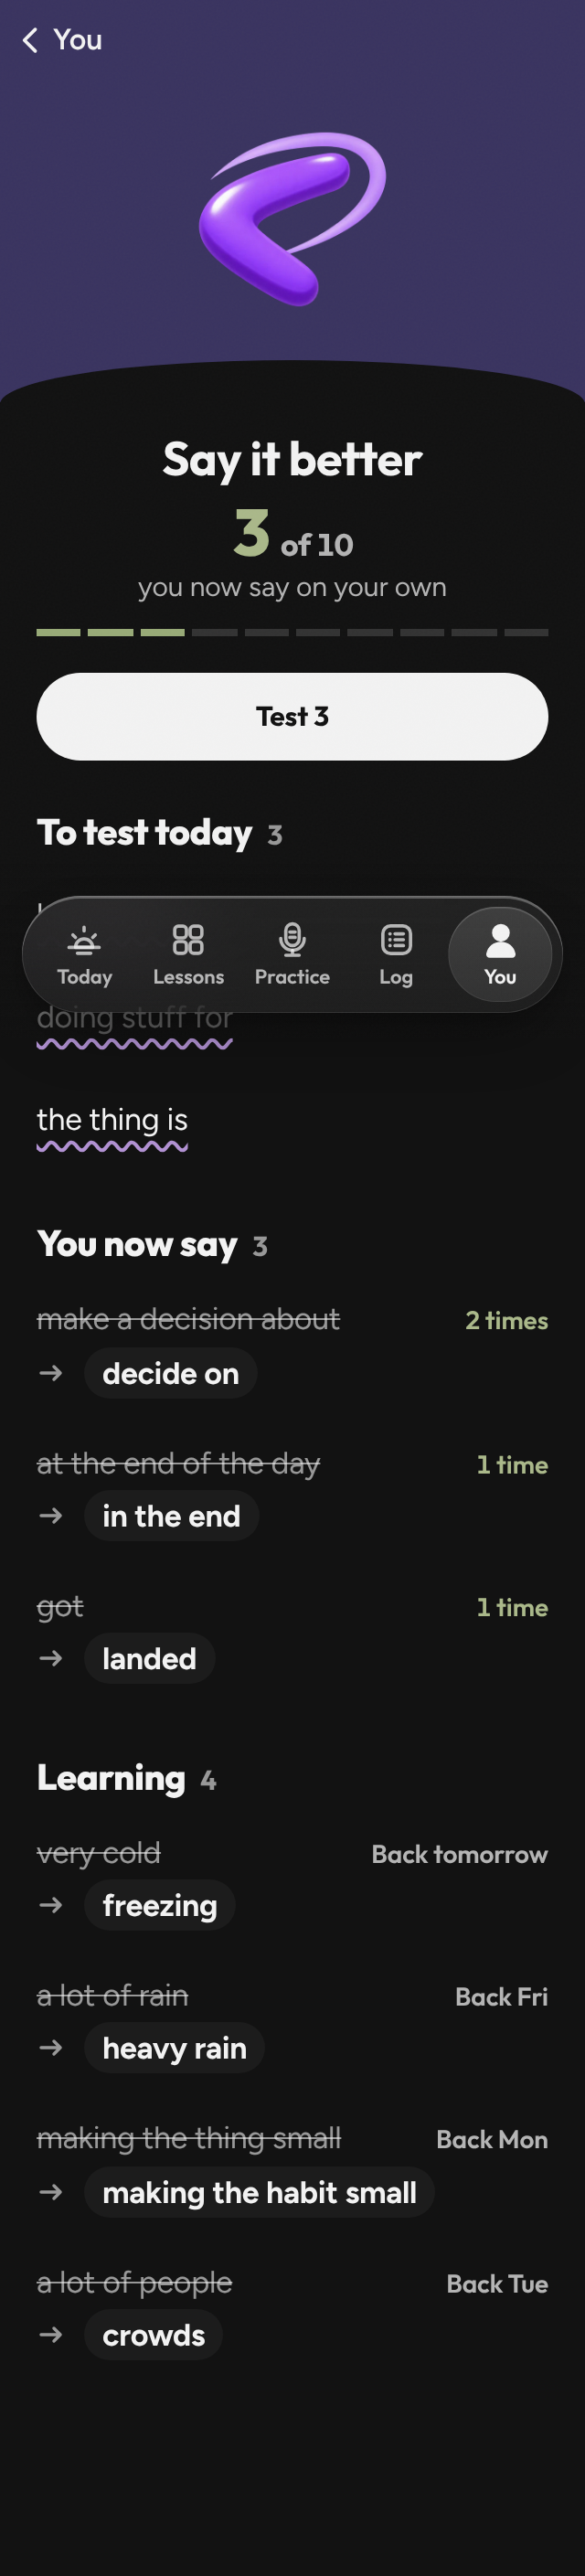 You
Say it better
3 of 10
you now say on your own
Test 3
To test today 3
Today
Lessons
Practice
Log
You
doing stuff for
the thing is
You now say 3
make a decision about
2 times
→ decide on
at the end of the day
1 time
→ in the end
got
1 time
→ landed
Learning 4
very cold
Back tomorrow
→ freezing
a lot of rain
Back Fri
→ heavy rain
making the thing small
Back Mon
→ making the habit small
a lot of people
Back Tue
→ crowds